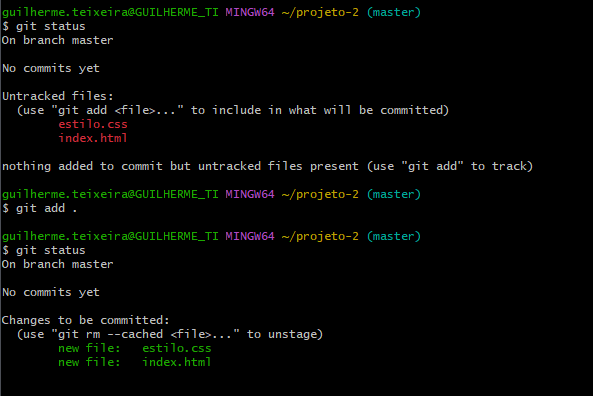 guilherme.teixeira@GUILHERME_TI MINGW64 ~/projeto-2 (master)
$ git status
On branch master
No commits yet
Untracked files:
  (use "git add <file>..." to include in what will be committed)
        estilo.css
        index.html
nothing added to commit but untracked files present (use "git add" to track)
guilherme.teixeira@GUILHERME_TI MINGW64 ~/projeto-2 (master)
$ git add .
guilherme.teixeira@GUILHERME_TI MINGW64 ~/projeto-2 (master)
$ git status
On branch master
No commits yet
Changes to be committed:
  (use "git rm --cached <file>..." to unstage)
        new file:   estilo.css
        new file:   index.html